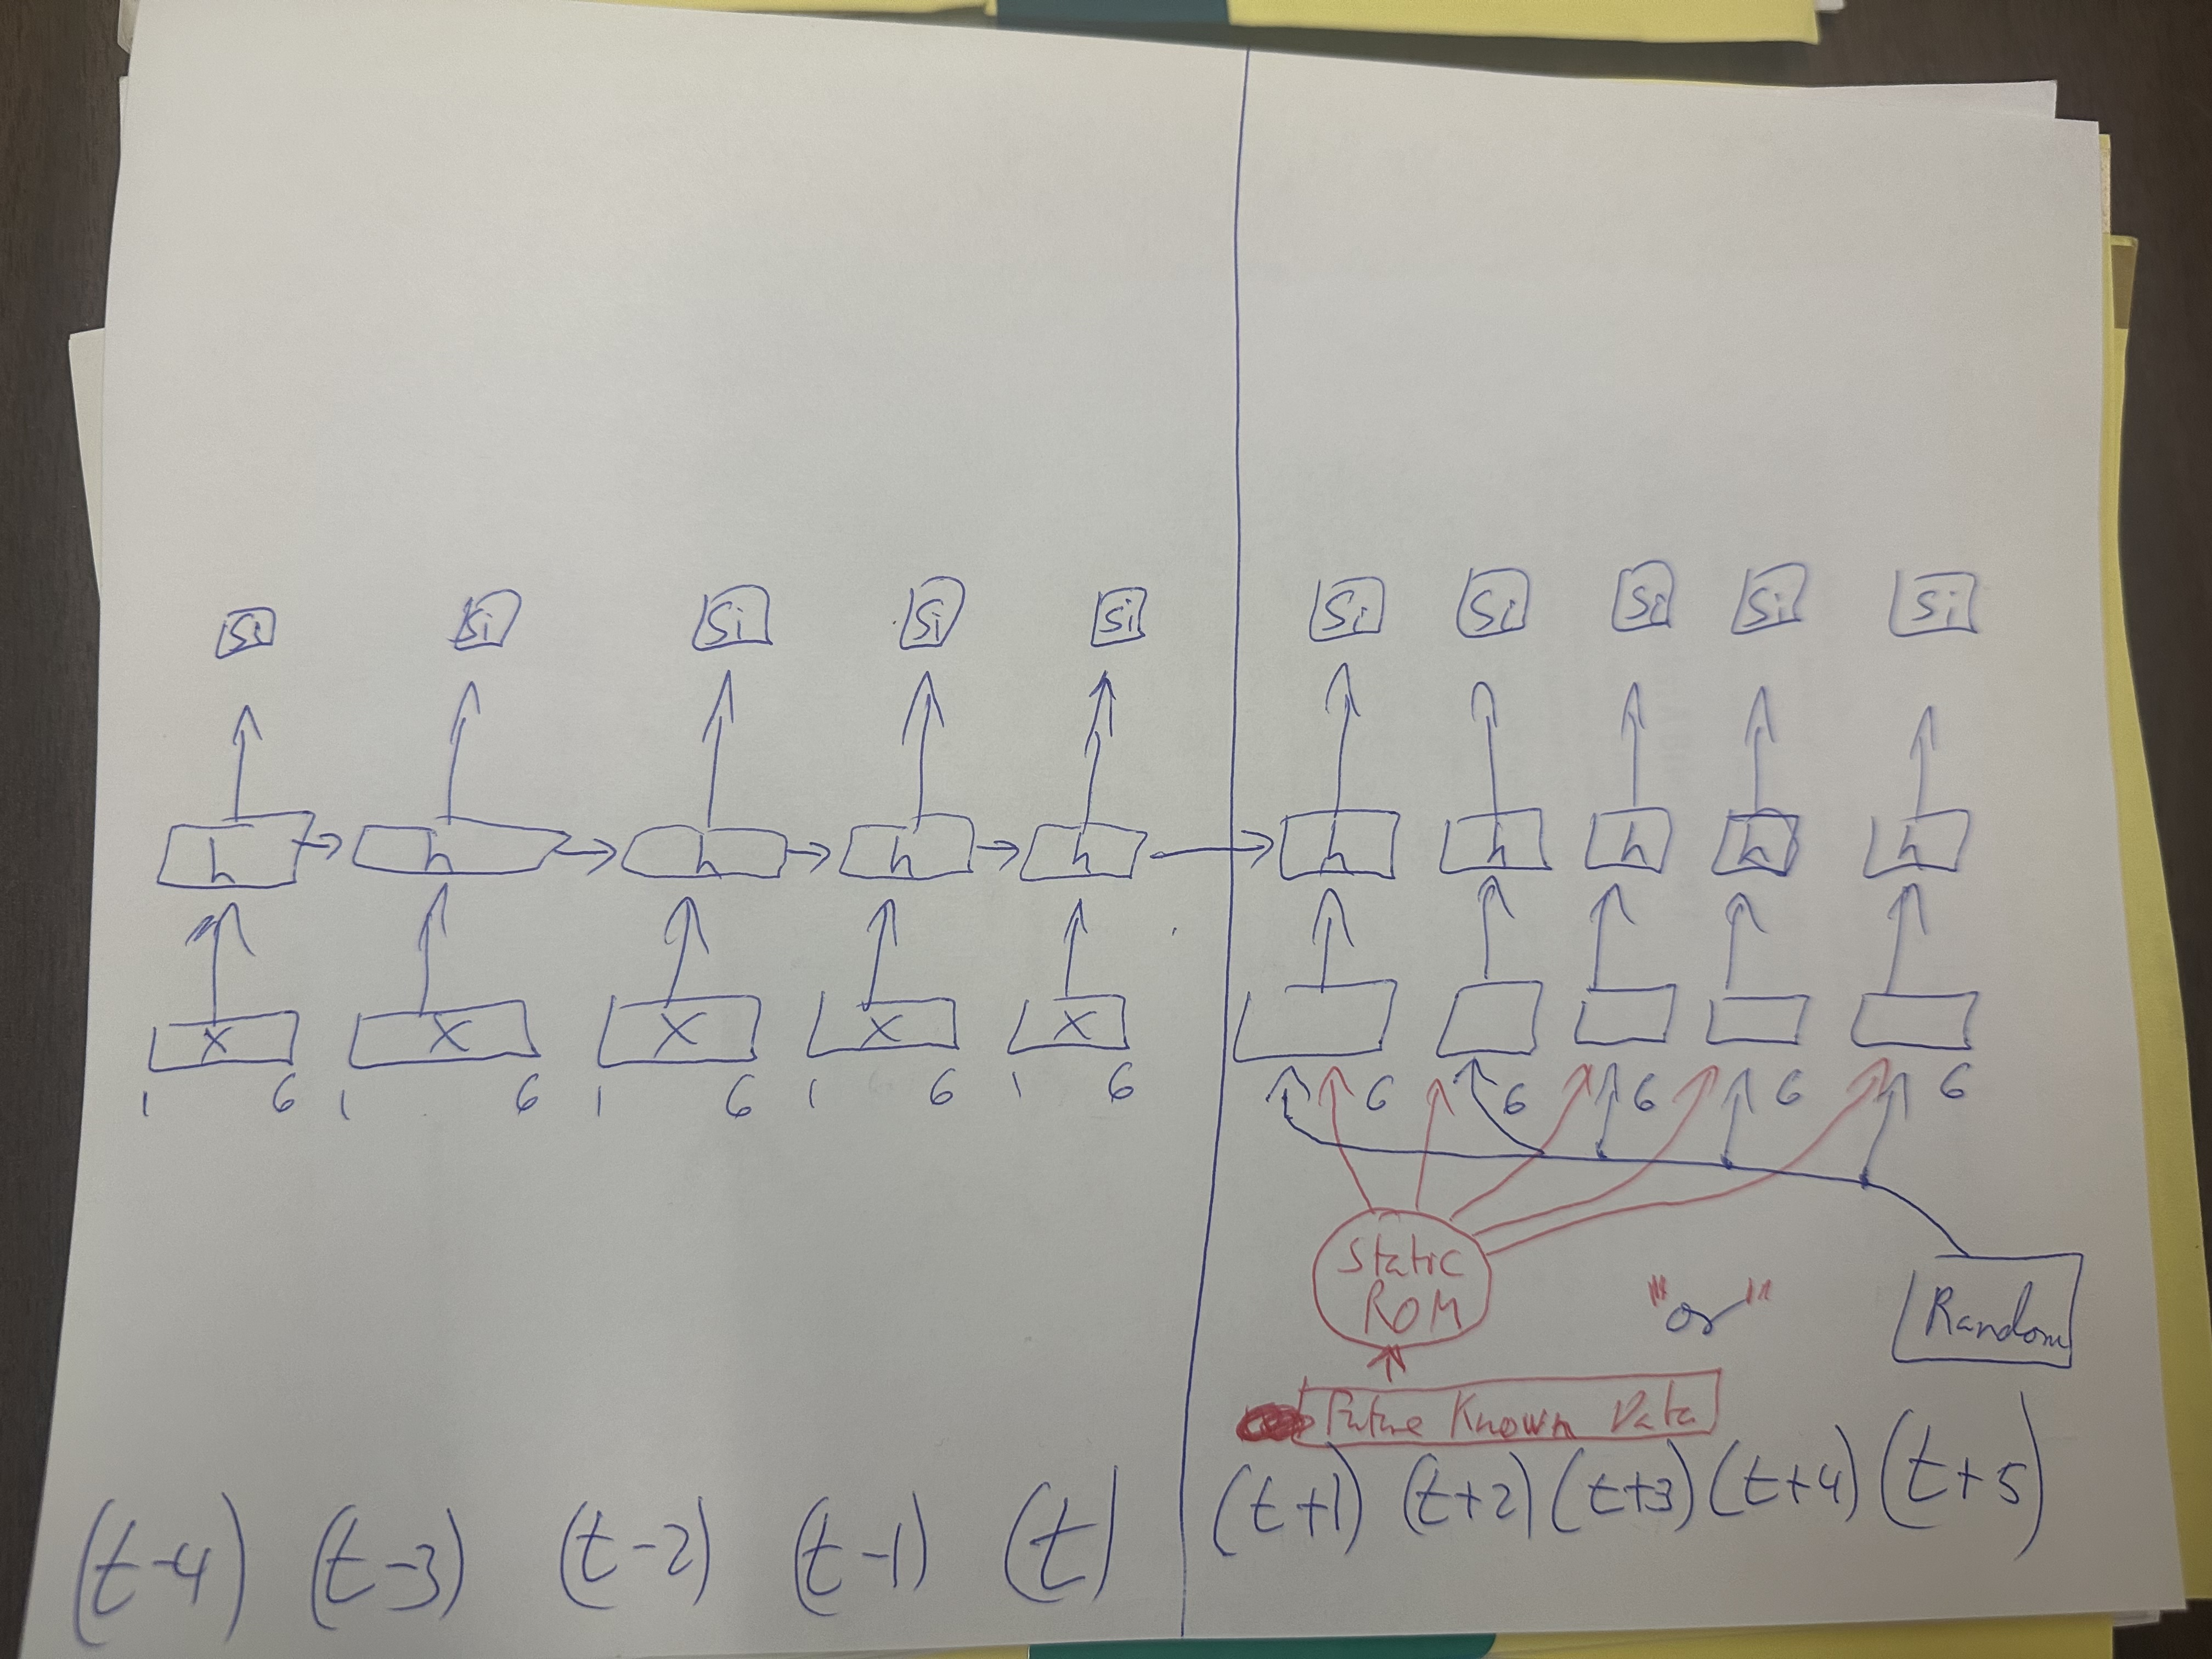 Si Si Si Si Si Si Si Si Si Si
h h h h h h h h h h
x x x x x
1 6 1 6 1 6 1 6 1 6 6 6 6 6 6
Static
ROM
"or"
Random
Future Known Data
(t-4) (t-3) (t-2) (t-1) (t) (t+1) (t+2) (t+3) (t+4) (t+5)